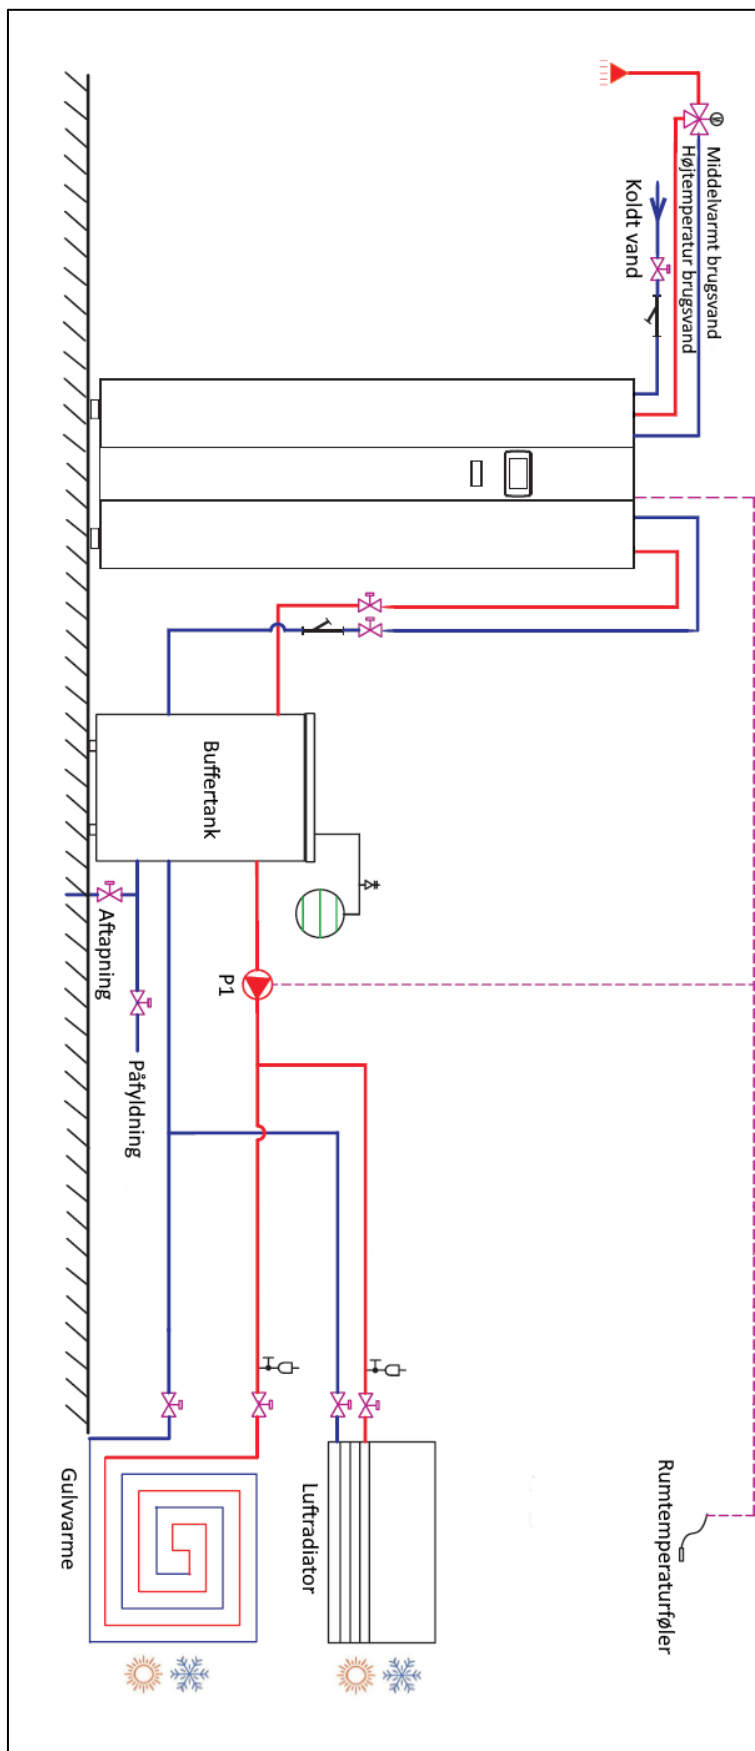 Middelvarmt brugsvand
Højtemperatur brugsvand
Koldt vand
Buffertank
Aftapning
Påfyldning
P1
Gulvvarme
Luftradiator
Rumtemperaturføler